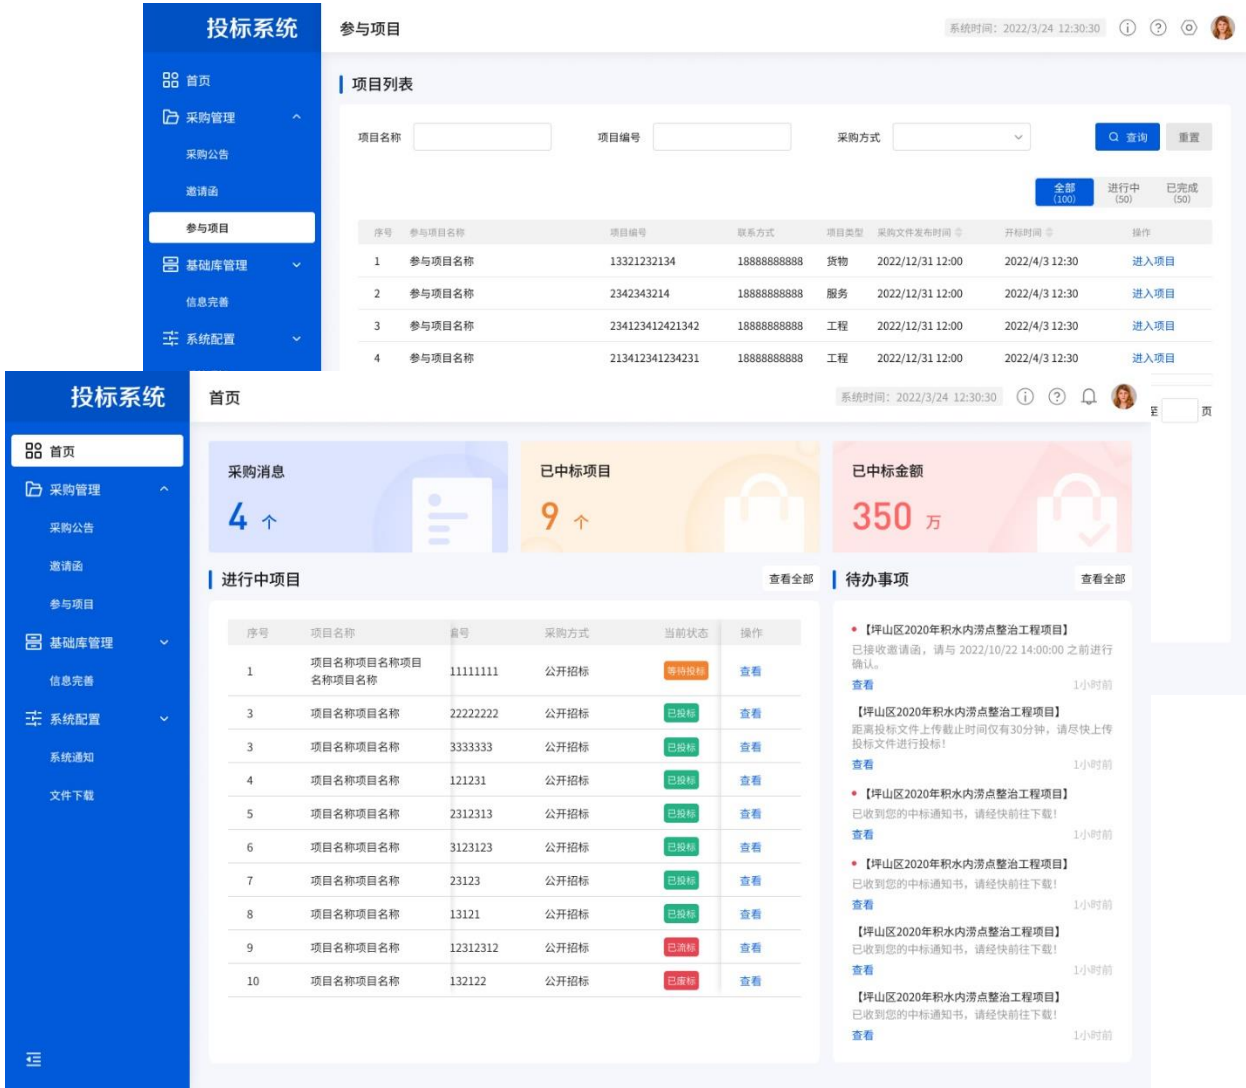 投标系统
参与项目
系统时间：2022/3/24 12:30:30
首页
采购管理
采购公告
邀请函
参与项目
基础库管理
信息完善
系统配置
项目列表
项目名称
项目编号
采购方式
查询
重置
全部
(100)
进行中
(50)
已完成
(50)
序号 参与项目名称 项目编号 联系方式 项目类型 采购文件发布时间 开标时间 操作
1 参与项目名称 13321232134 18888888888 货物 2022/12/31 12:00 2022/4/3 12:30 进入项目
2 参与项目名称 2342343214 18888888888 服务 2022/12/31 12:00 2022/4/3 12:30 进入项目
3 参与项目名称 234123412421342 18888888888 工程 2022/12/31 12:00 2022/4/3 12:30 进入项目
4 参与项目名称 213412341234231 18888888888 工程 2022/12/31 12:00 2022/4/3 12:30 进入项目
页
投标系统
首页
系统时间：2022/3/24 12:30:30
首页
采购管理
采购公告
邀请函
参与项目
基础库管理
信息完善
系统配置
系统通知
文件下载
采购消息
4 个
已中标项目
9 个
已中标金额
350 万
进行中项目
查看全部
序号 项目名称 编号 采购方式 当前状态 操作
1 项目名称项目名称项目
名称项目名称 11111111 公开招标 等待投标 查看
3 项目名称项目名称 22222222 公开招标 已投标 查看
3 项目名称项目名称 3333333 公开招标 已投标 查看
4 项目名称项目名称 121231 公开招标 已投标 查看
5 项目名称项目名称 2312313 公开招标 已投标 查看
6 项目名称项目名称 3123123 公开招标 已投标 查看
7 项目名称项目名称 23123 公开招标 已投标 查看
8 项目名称项目名称 13121 公开招标 已投标 查看
9 项目名称项目名称 12312312 公开招标 已流标 查看
10 项目名称项目名称 132122 公开招标 已废标 查看
待办事项
查看全部
【坪山区2020年积水内涝点整治工程项目】
已接收邀请函，请与 2022/10/22 14:00:00 之前进行
确认。
查看 1小时前
【坪山区2020年积水内涝点整治工程项目】
距离投标文件上传截止时间仅有30分钟，请尽快上传
投标文件进行投标！
查看 1小时前
【坪山区2020年积水内涝点整治工程项目】
已收到您的中标通知书，请经快前往下载！
查看 1小时前
【坪山区2020年积水内涝点整治工程项目】
已收到您的中标通知书，请经快前往下载！
查看 1小时前
【坪山区2020年积水内涝点整治工程项目】
已收到您的中标通知书，请经快前往下载！
查看 1小时前
【坪山区2020年积水内涝点整治工程项目】
已收到您的中标通知书，请经快前往下载！
查看 1小时前